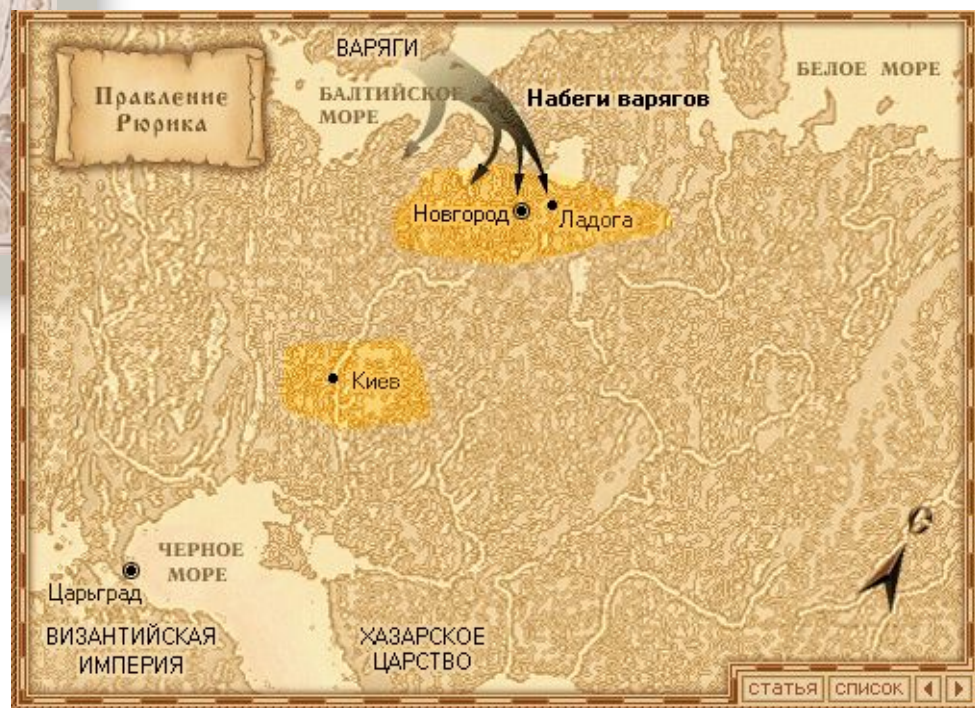 Правление
Рюрика
ВАРЯГИ
БАЛТИЙСКОЕ
МОРЕ
Набеги варягов
БЕЛОЕ МОРЕ
Новгород
Ладога
Киев
ЧЕРНОЕ
МОРЕ
Царьград
ВИЗАНТИЙСКАЯ
ИМПЕРИЯ
ХАЗАРСКОЕ
ЦАРСТВО
С
статья список